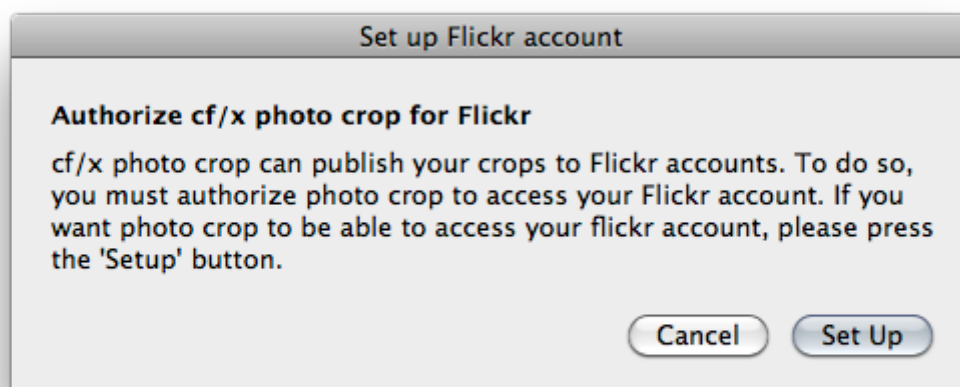 Set up Flickr account
Authorize cf/x photo crop for Flickr
cf/x photo crop can publish your crops to Flickr accounts. To do so,
you must authorize photo crop to access your Flickr account. If you
want photo crop to be able to access your flickr account, please press
the 'Setup' button.
Cancel Set Up